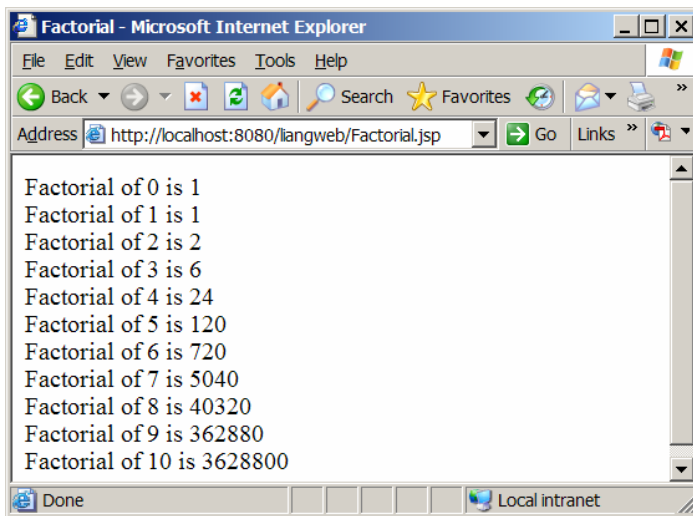 Factorial - Microsoft Internet Explorer
File Edit View Favorites Tools Help
Back Search Favorites »
Address http://localhost:8080/liangweb/Factorial.jsp Go Links »
Factorial of 0 is 1
Factorial of 1 is 1
Factorial of 2 is 2
Factorial of 3 is 6
Factorial of 4 is 24
Factorial of 5 is 120
Factorial of 6 is 720
Factorial of 7 is 5040
Factorial of 8 is 40320
Factorial of 9 is 362880
Factorial of 10 is 3628800
Done Local intranet